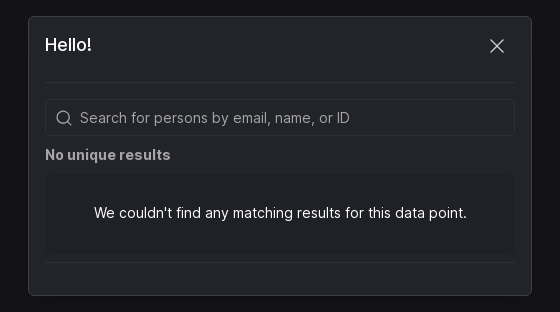 Hello!
Search for persons by email, name, or ID
No unique results
We couldn't find any matching results for this data point.